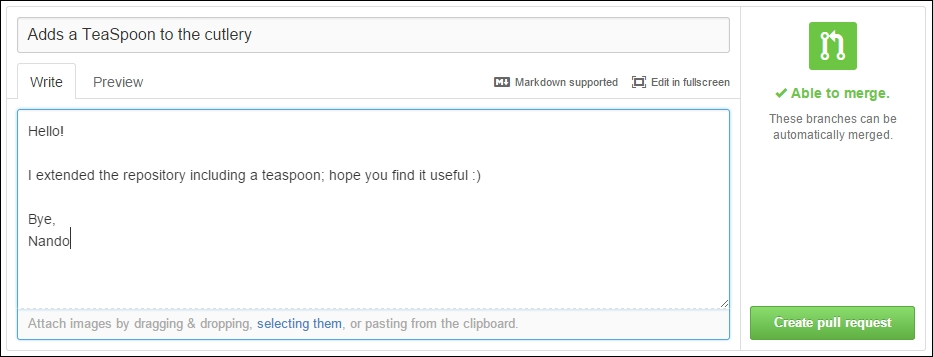 Adds a TeaSpoon to the cutlery
Write Preview Markdown supported Edit in fullscreen
Hello!
I extended the repository including a teaspoon; hope you find it useful :)
Bye,
Nando
Attach images by dragging & dropping, selecting them, or pasting from the clipboard.
Able to merge.
These branches can be
automatically merged.
Create pull request